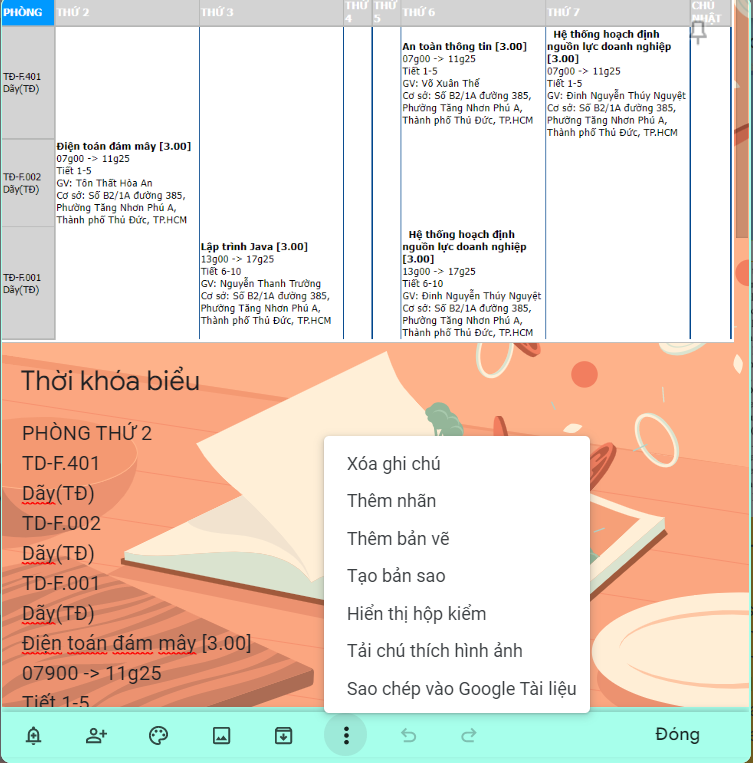 PHÒNG THỨ 2 THỨ 3 THỨ 4 THỨ 5 THỨ 6 THỨ 7 CHỦ NHẬT
TĐ-F.401
Dãy(TĐ)
An toàn thông tin [3.00]
07g00 -> 11g25
Tiết 1-5
GV: Võ Xuân Thể
Cơ sở: Số B2/1A đường 385,
Phường Tăng Nhơn Phú A,
Thành phố Thủ Đức, TP.HCM
Hệ thống hoạch định
nguồn lực doanh nghiệp
[3.00]
07g00 -> 11g25
Tiết 1-5
GV: Đinh Nguyễn Thúy Nguyệt
Cơ sở: Số B2/1A đường 385,
Phường Tăng Nhơn Phú A,
Thành phố Thủ Đức, TP.HCM
TĐ-F.002
Dãy(TĐ)
Điện toán đám mây [3.00]
07g00 -> 11g25
Tiết 1-5
GV: Tôn Thất Hòa An
Cơ sở: Số B2/1A đường 385,
Phường Tăng Nhơn Phú A,
Thành phố Thủ Đức, TP.HCM
TĐ-F.001
Dãy(TĐ)
Lập trình Java [3.00]
13g00 -> 17g25
Tiết 6-10
GV: Nguyễn Thanh Trường
Cơ sở: Số B2/1A đường 385,
Phường Tăng Nhơn Phú A,
Thành phố Thủ Đức, TP.HCM
Hệ thống hoạch định
nguồn lực doanh nghiệp
[3.00]
13g00 -> 17g25
Tiết 6-10
GV: Đinh Nguyễn Thúy Nguyệt
Cơ sở: Số B2/1A đường 385,
Phường Tăng Nhơn Phú A,
Thành phố Thủ Đức, TP.HCM
Thời khóa biểu
PHÒNG THỨ 2
TD-F.401
Dãy(TĐ)
TD-F.002
Dãy(TĐ)
TD-F.001
Dãy(TĐ)
Điện toán đám mây [3.00]
07900 -> 11g25
Tiết 1-5
Xóa ghi chú
Thêm nhãn
Thêm bản vẽ
Tạo bản sao
Hiển thị hộp kiểm
Tải chú thích hình ảnh
Sao chép vào Google Tài liệu
Đóng